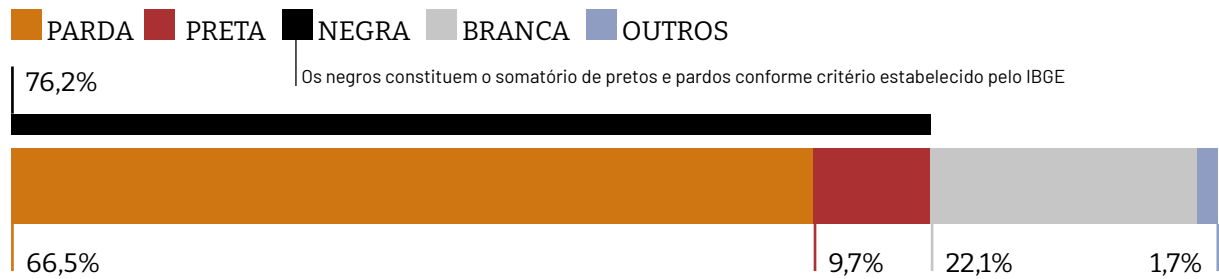 PARDA PRETA NEGRA BRANCA OUTROS
Os negros constituem o somatório de pretos e pardos conforme critério estabelecido pelo IBGE
76,2%
66,5% 9,7% 22,1% 1,7%